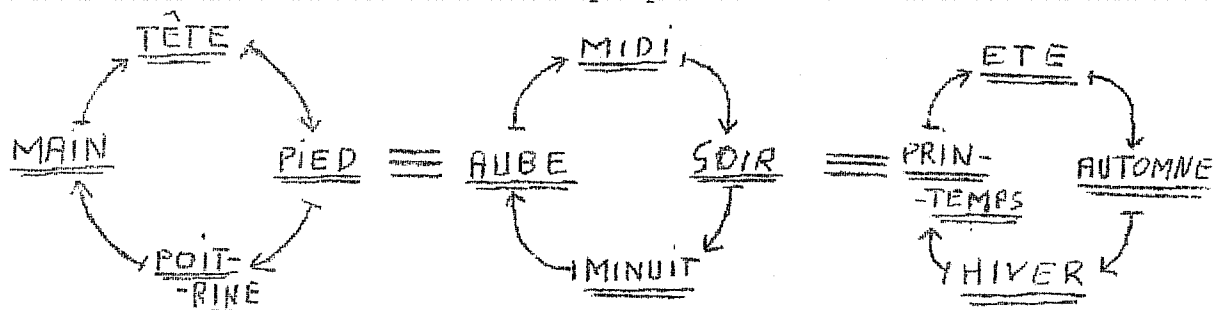 TÊTE
MAIN
PiED
POIT-
-RINE
≡
MiDi
AUBE
SOIR
MINUIT
≡
ETE
PRIN-
-TEMPS
AUTOMNE
HIVER